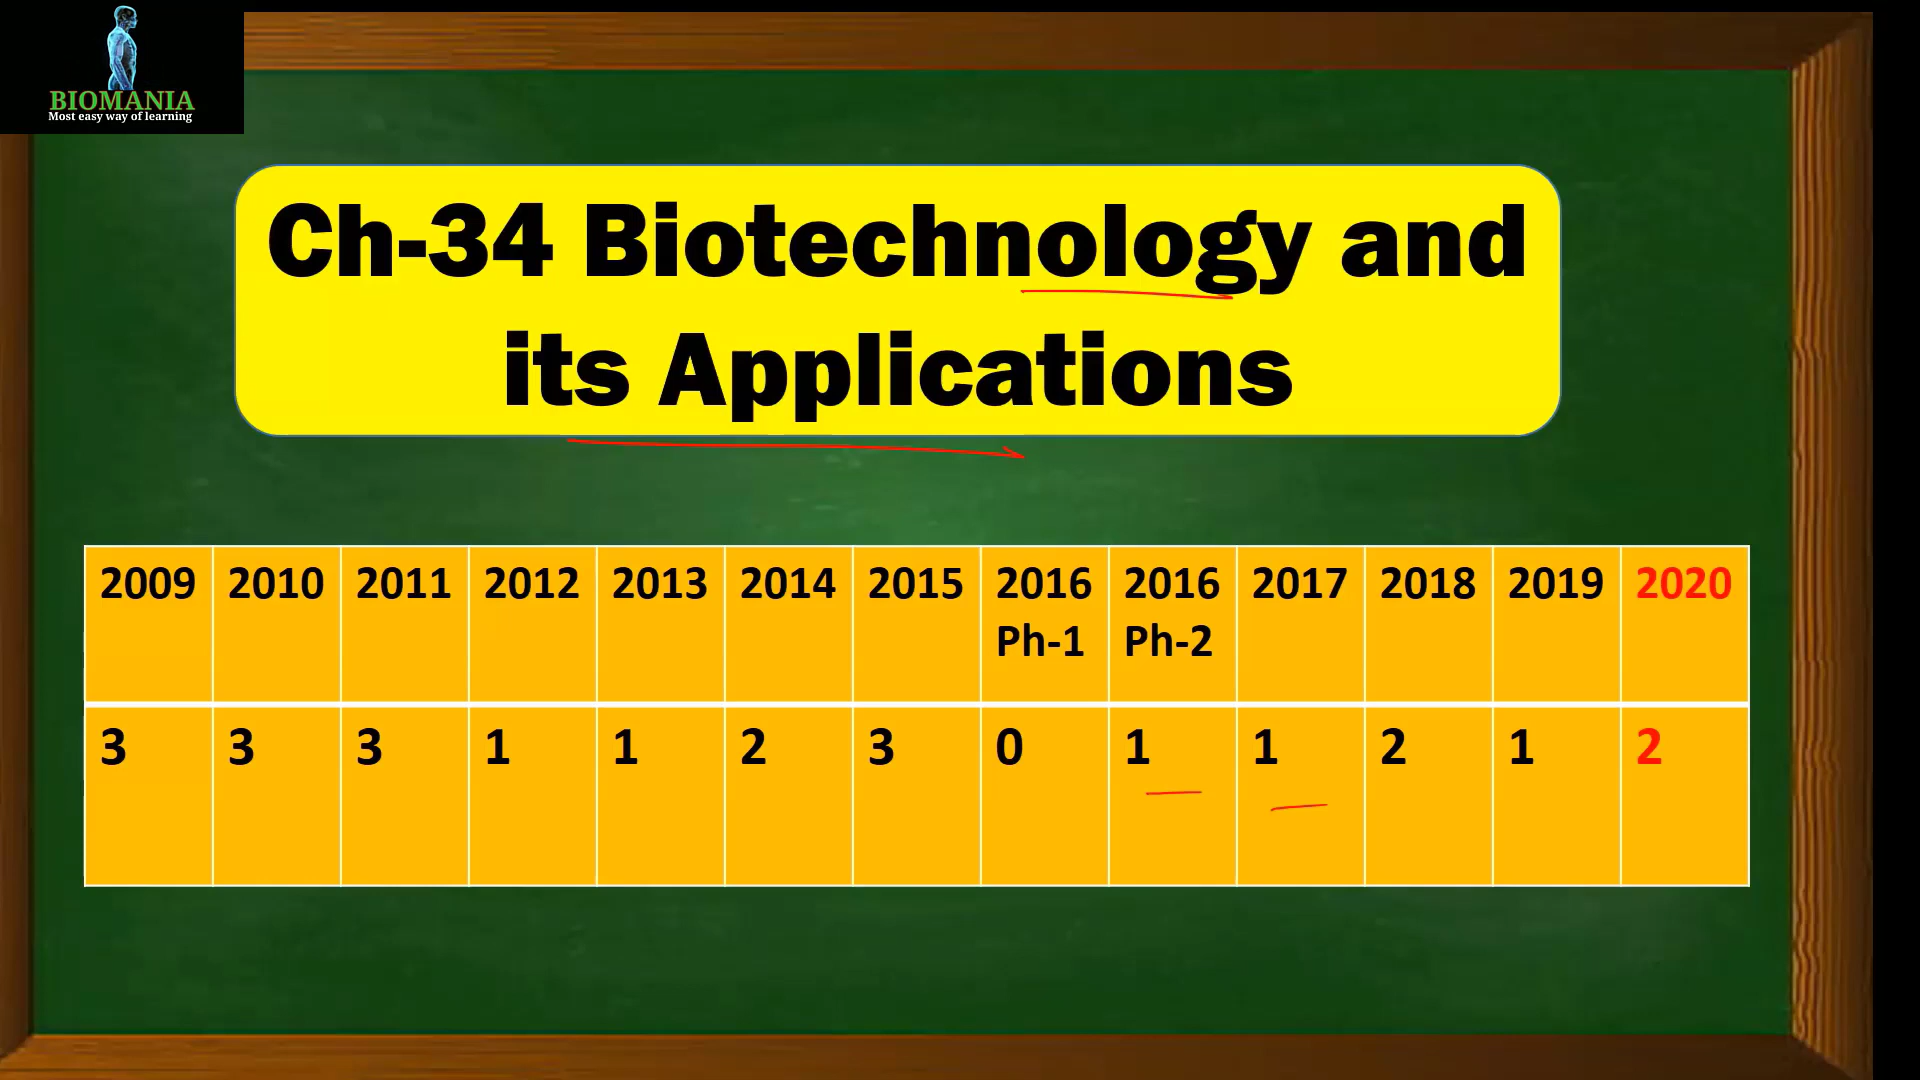 BIOMANIA
Most easy way of learning
Ch-34 Biotechnology and
its Applications
2009 2010 2011 2012 2013 2014 2015 2016 2016 2017 2018 2019 2020
Ph-1 Ph-2
3 3 3 1 1 2 3 0 1 1 2 1 2